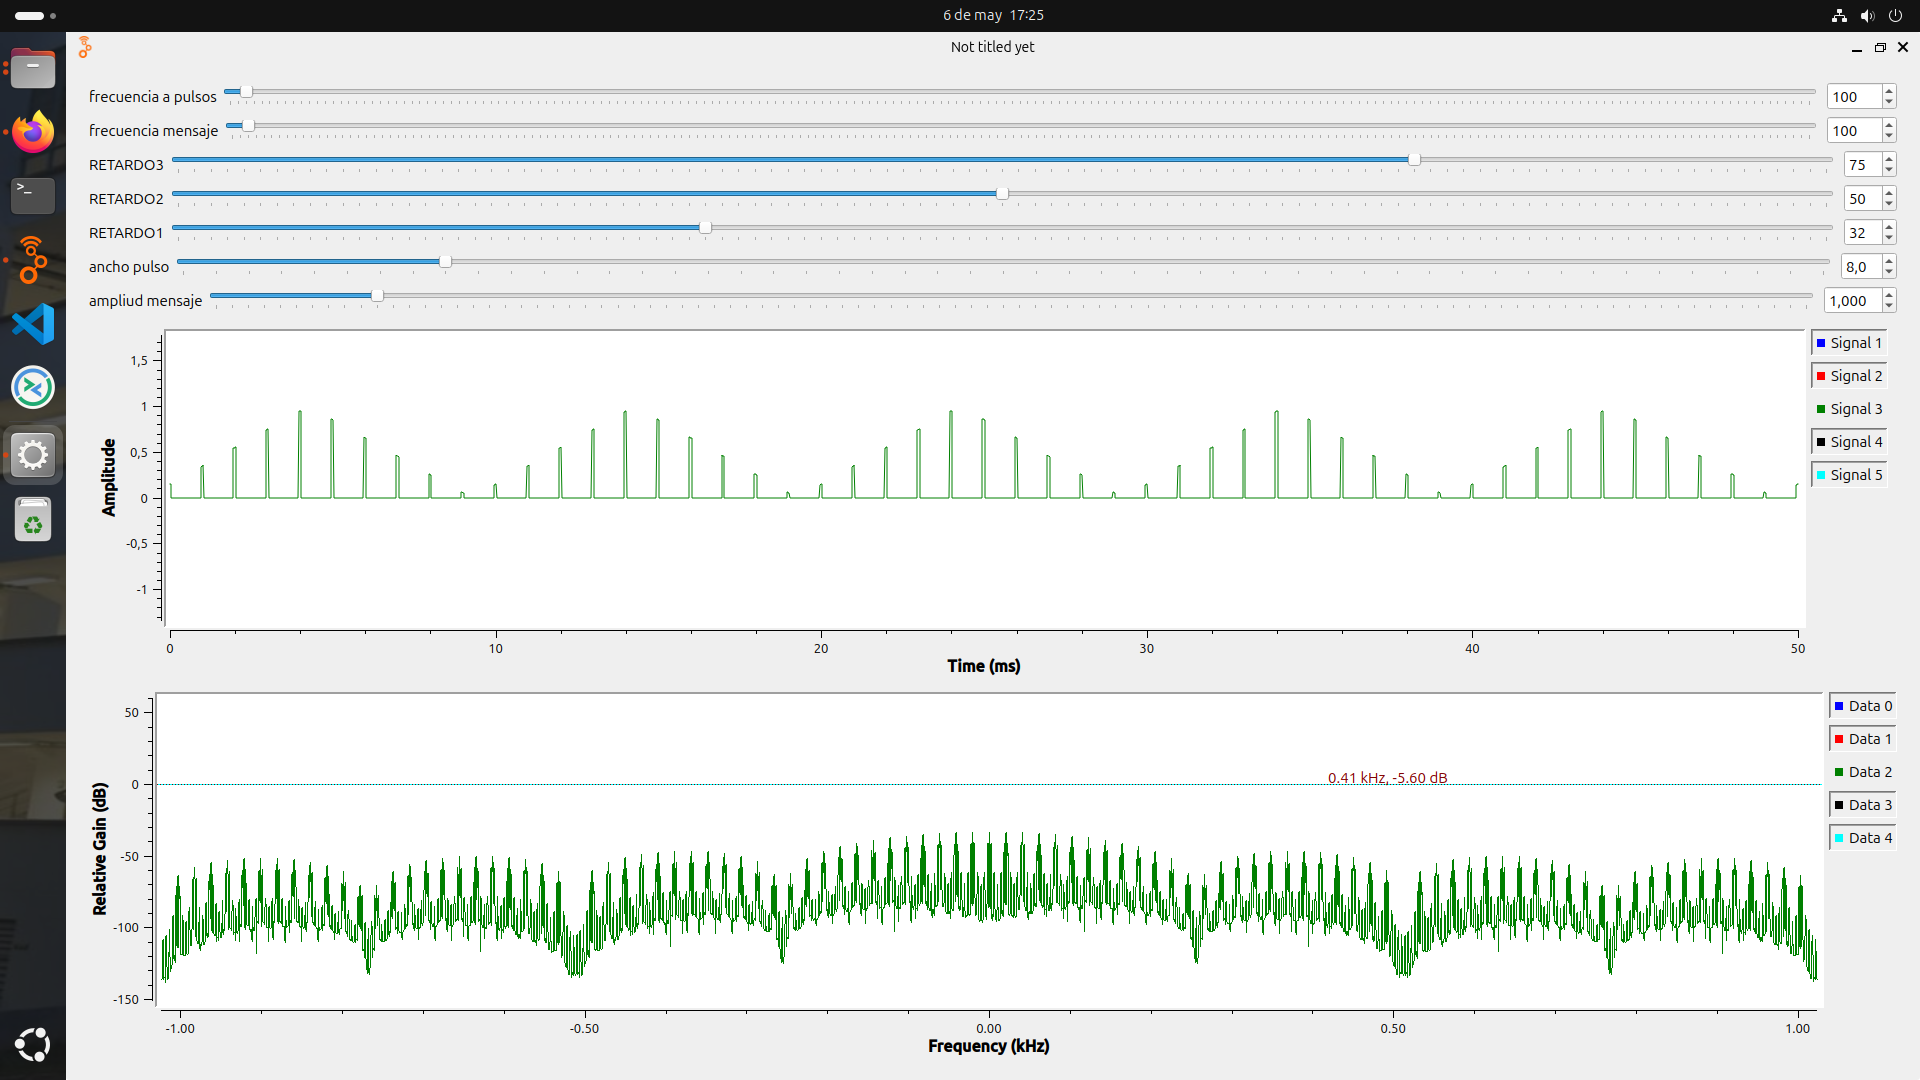 6 de may 17:25
Not titled yet
frecuencia a pulsos 100
frecuencia mensaje 100
RETARDO3 75
RETARDO2 50
RETARDO1 32
ancho pulso 8,0
ampliud mensaje 1,000
Amplitude
1,5
1
0,5
0
-0,5
-1
0 10 20 30 40 50
Time (ms)
Signal 1
Signal 2
Signal 3
Signal 4
Signal 5
Relative Gain (dB)
50
0
-50
-100
-150
0.41 kHz, -5.60 dB
-1.00 -0.50 0.00 0.50 1.00
Frequency (kHz)
Data 0
Data 1
Data 2
Data 3
Data 4